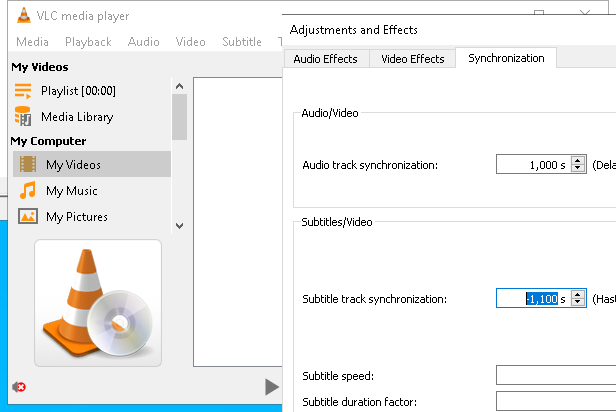 VLC media player
Media Playback Audio Video Subtitle
My Videos
Playlist [00:00]
Media Library
My Computer
My Videos
My Music
My Pictures
Adjustments and Effects
Audio Effects Video Effects Synchronization
Audio/Video
Audio track synchronization: 1,000 s (Dela
Subtitles/Video
Subtitle track synchronization: -1,100 s (Hast
Subtitle speed:
Subtitle duration factor: